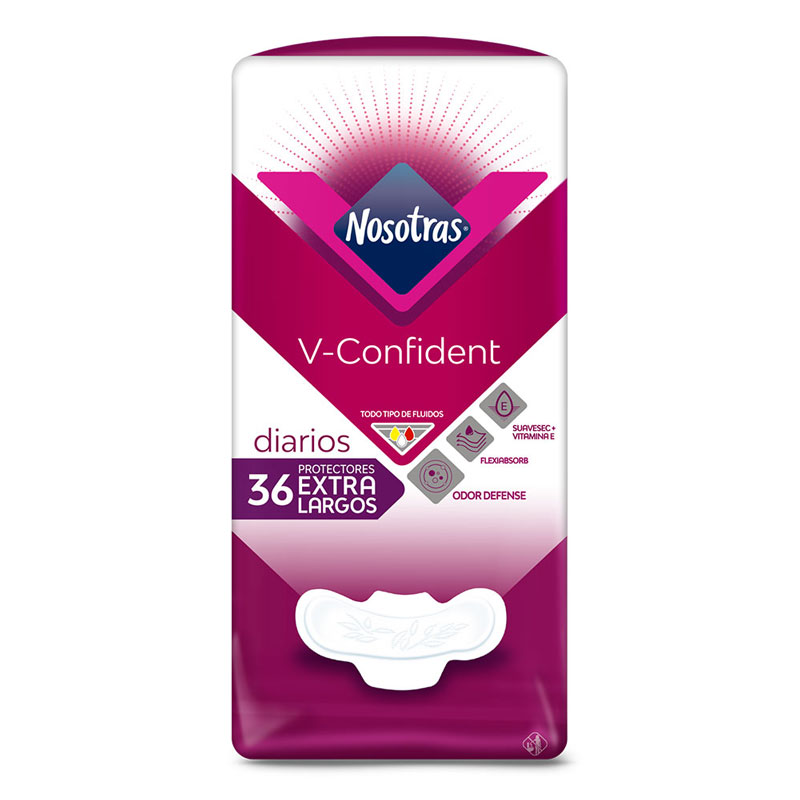 Nosotras®
V-Confident
TODO TIPO DE FLUIDOS
E
SUAVESEC +
VITAMINA E
FLEXIABSORB
ODOR DEFENSE
diarios
36 PROTECTORES
EXTRA
LARGOS